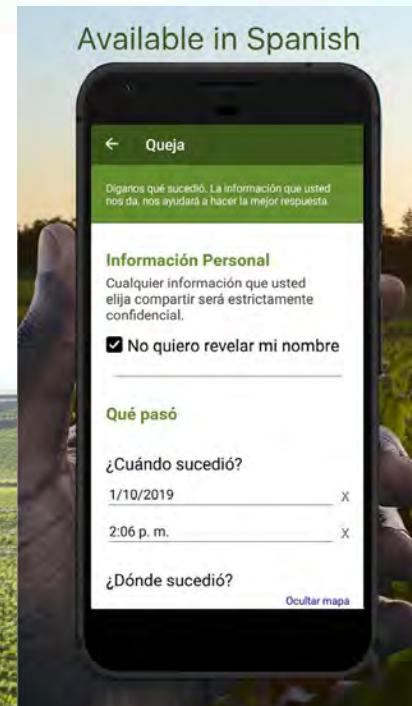 Available in Spanish
← Queja
Díganos qué sucedió. La información que usted
nos da, nos ayudará a hacer la mejor respuesta.
Información Personal
Cualquier información que usted
elija compartir será estrictamente
confidencial.
No quiero revelar mi nombre
Qué pasó
¿Cuándo sucedió?
1/10/2019 X
2:06 p. m. X
¿Dónde sucedió?
Ocultar mapa